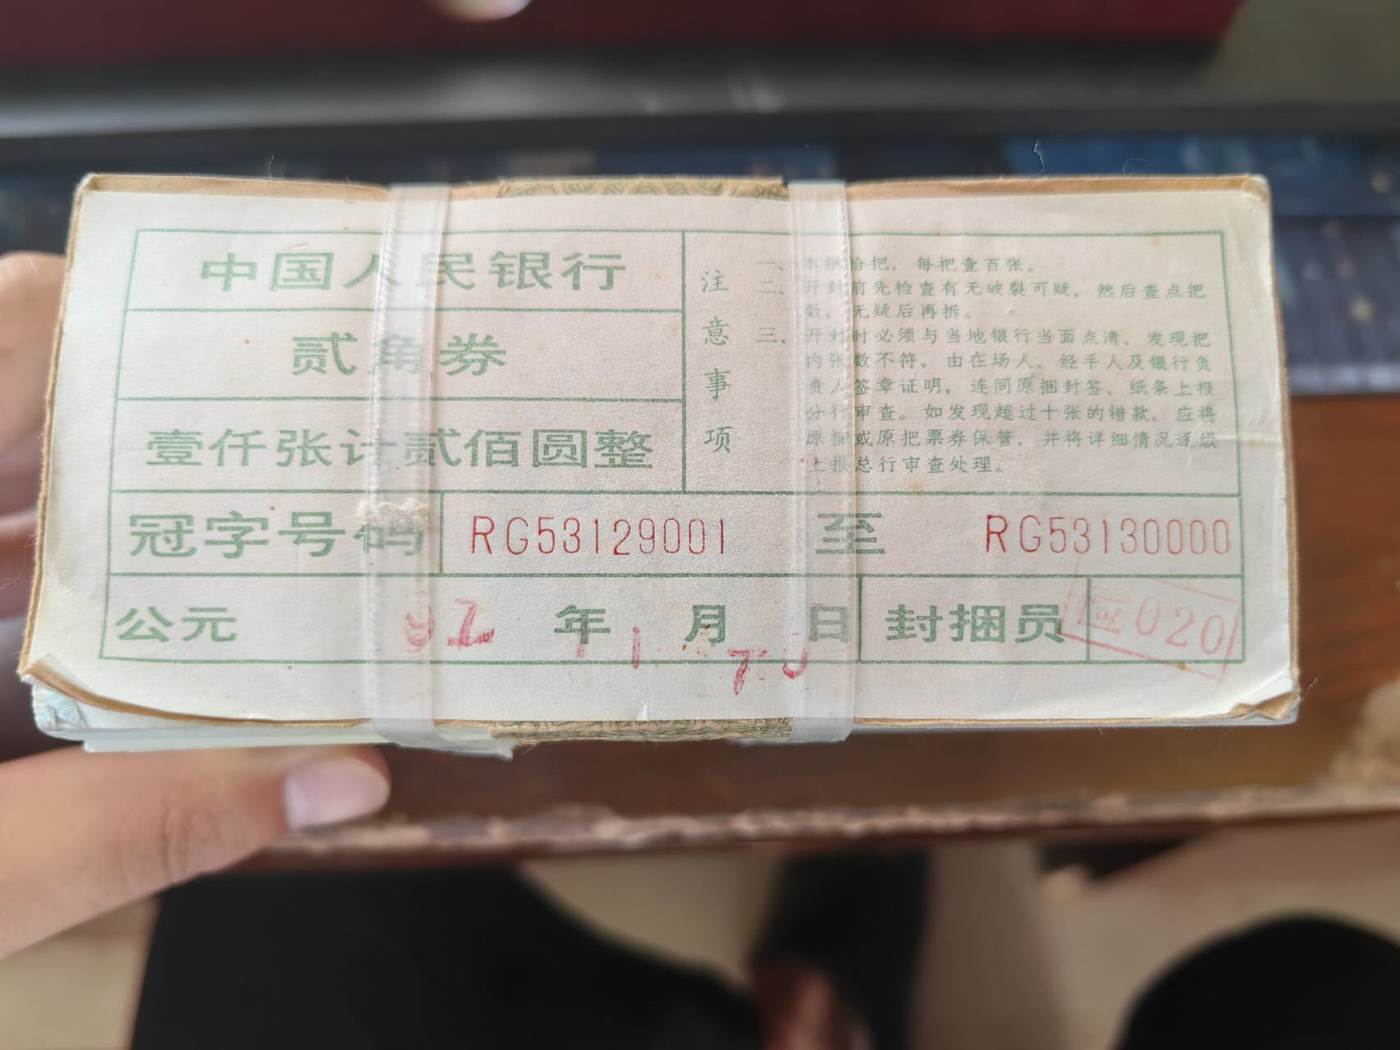 中国人民银行
贰角券
壹仟张计贰佰圆整
注意事项
一、本捆拾把，每把壹百张。
二、开封前先检查有无破裂可疑，然后查点把
数，无疑后再拆。
三、开封时必须与当地银行当面点清，发现把
内张数不符，由在场人、经手人及银行负
责人签章证明，连同原捆封签、纸条上报
分行审查。如发现超过十张的错款，应将
原捆或原把票券保管，并将详细情况逐级
上报总行审查处理。
冠字号码 RG53129001 至 RG53130000
公元 年 月 日 封捆员 020